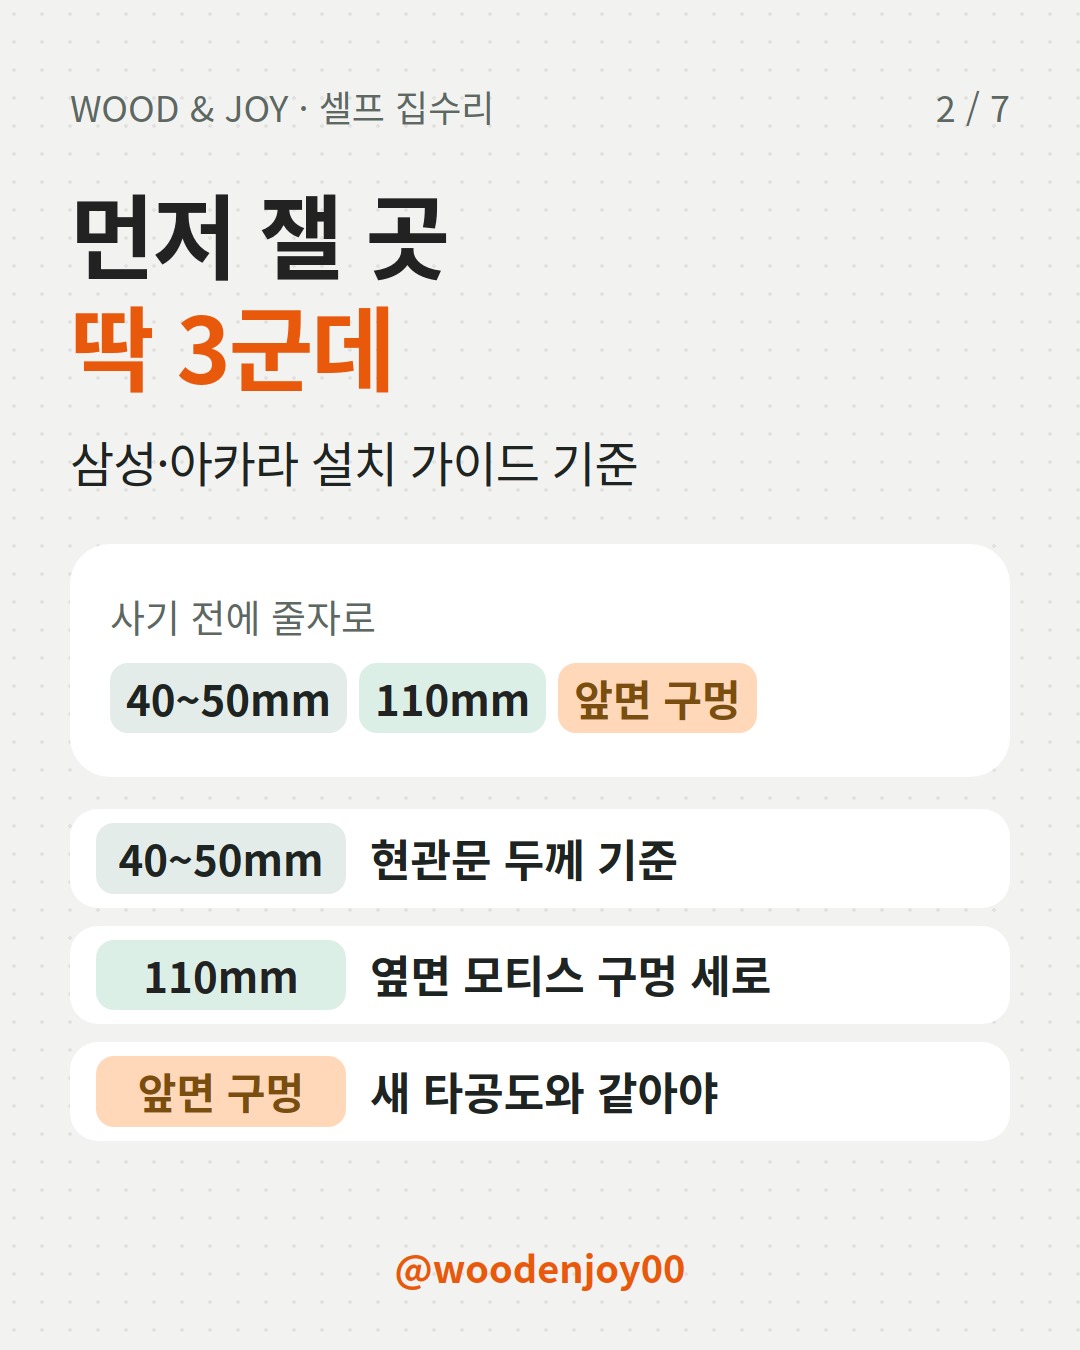 WOOD & JOY · 셀프 집수리
2 / 7
먼저 잴 곳
딱 3군데
삼성·아카라 설치 가이드 기준
사기 전에 줄자로
40~50mm 110mm 앞면 구멍
40~50mm 현관문 두께 기준
110mm 옆면 모티스 구멍 세로
앞면 구멍 새 타공도와 같아야
@woodenjoy00